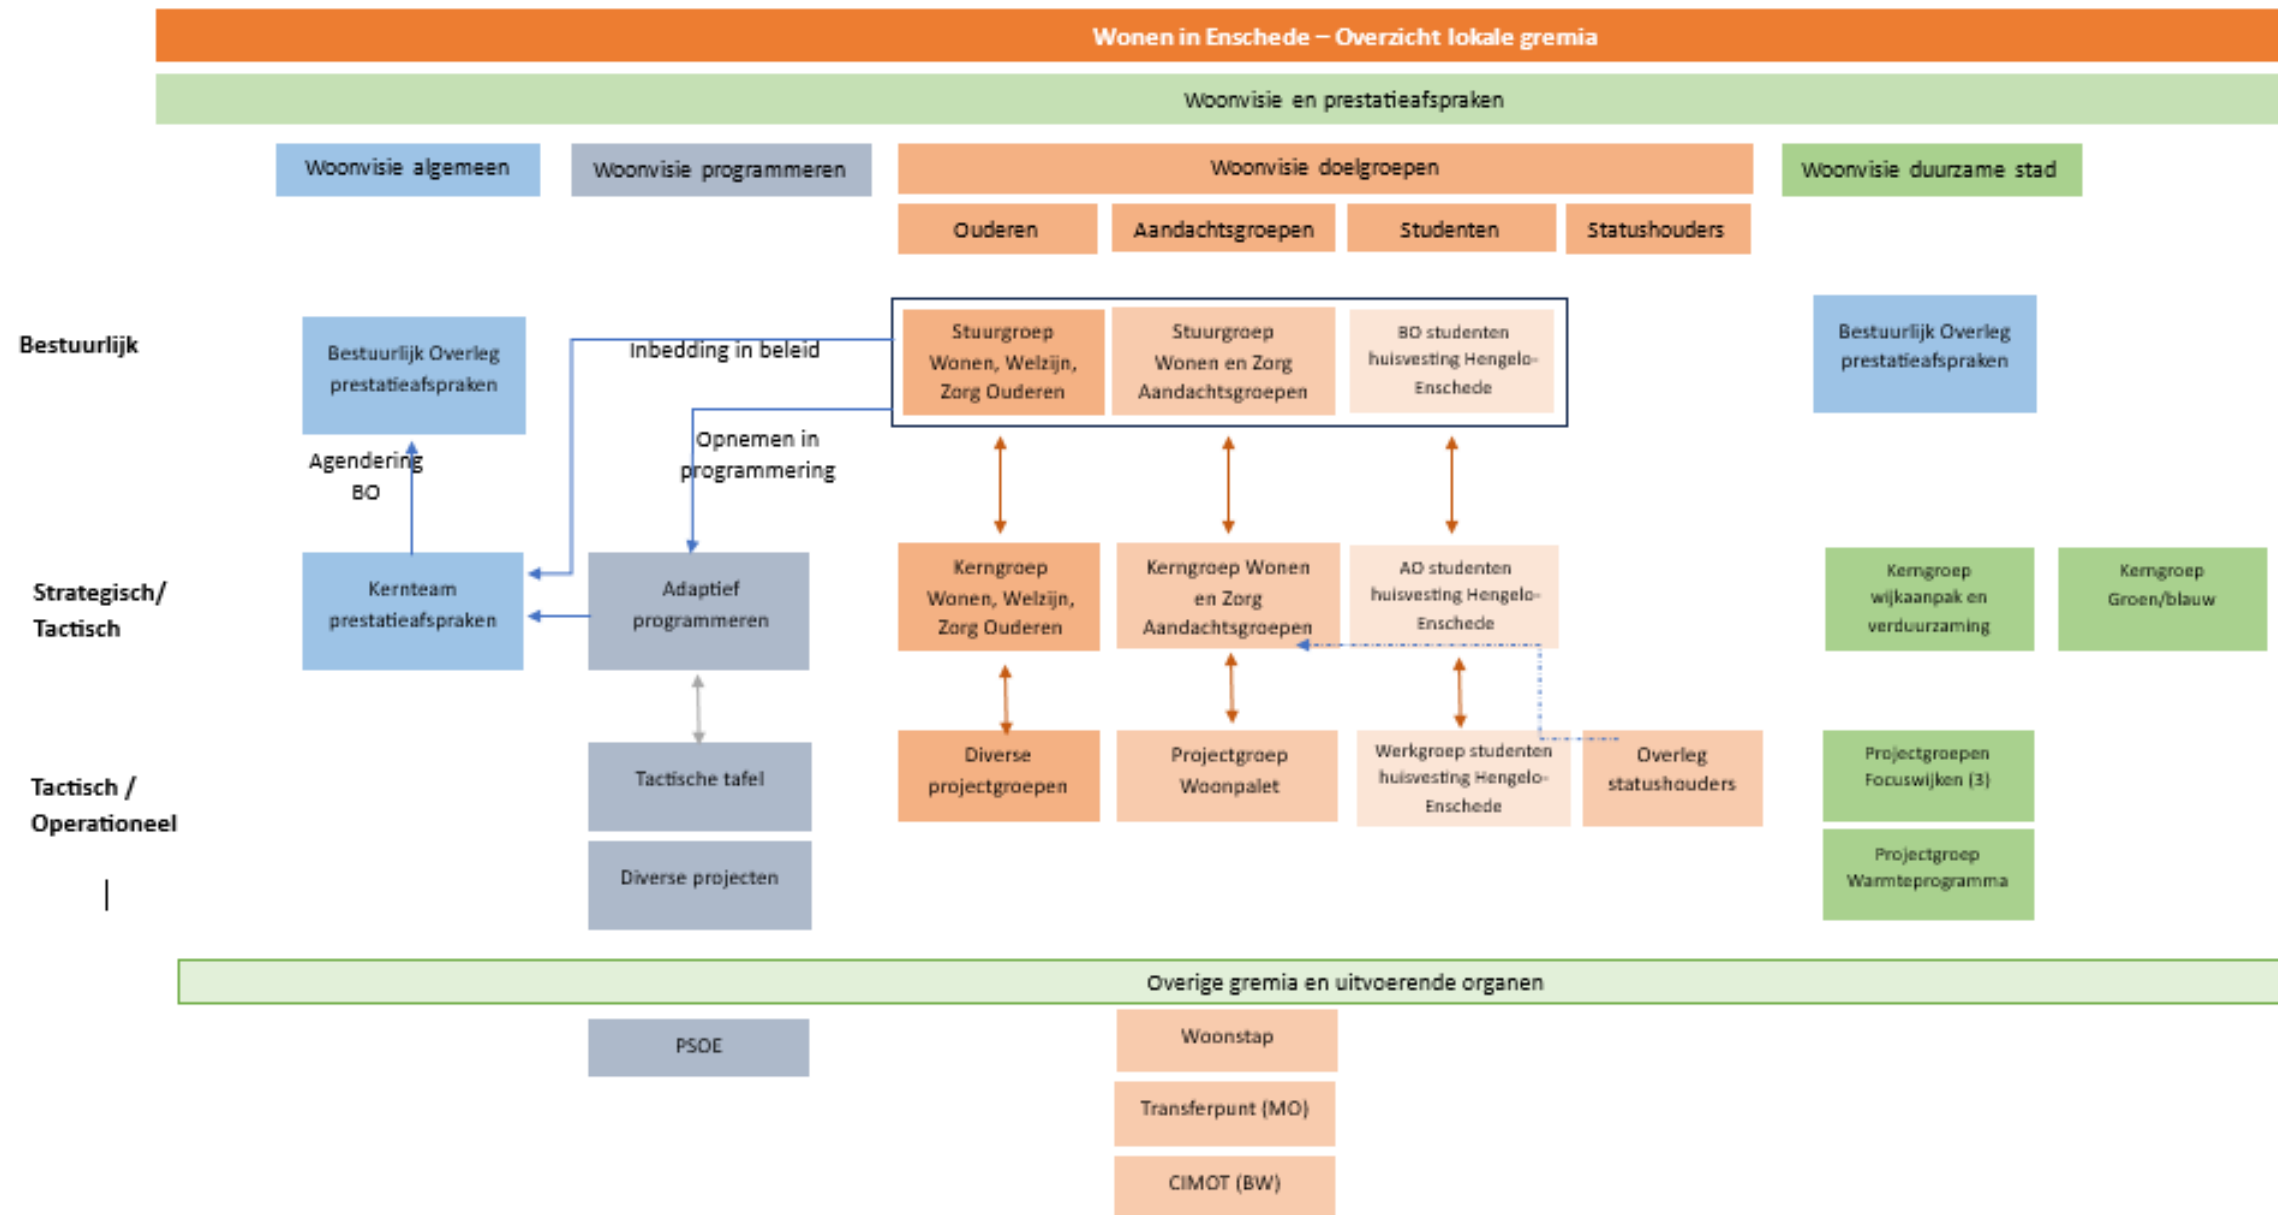 Wonen in Enschede – Overzicht lokale gremia
Woonvisie en prestatieafspraken
Woonvisie algemeen
Woonvisie programmeren
Woonvisie doelgroepen
Woonvisie duurzame stad
Ouderen
Aandachtsgroepen
Studenten
Statushouders
Bestuurlijk
Bestuurlijk Overleg
prestatieafspraken
Inbedding in beleid
Stuurgroep
Wonen, Welzijn,
Zorg Ouderen
Stuurgroep
Wonen en Zorg
Aandachtsgroepen
BO studenten
huisvesting Hengelo-
Enschede
Bestuurlijk Overleg
prestatieafspraken
Agendering
BO
Opnemen in
programmering
Strategisch/
Tactisch
Kernteam
prestatieafspraken
Adaptief
programmeren
Kerngroep
Wonen, Welzijn,
Zorg Ouderen
Kerngroep Wonen
en Zorg
Aandachtsgroepen
AO studenten
huisvesting Hengelo-
Enschede
Kerngroep
wijkaanpak en
verduurzaming
Kerngroep
Groen/blauw
Tactisch /
Operationeel
Tactische tafel
Diverse
projectgroepen
Projectgroep
Woonpalet
Werkgroep studenten
huisvesting Hengelo-
Enschede
Overleg
statushouders
Projectgroepen
Focuswijken (3)
Diverse projecten
Projectgroep
Warmteprogramma
Overige gremia en uitvoerende organen
PSOE
Woonstap
Transferpunt (MO)
CIMOT (BW)